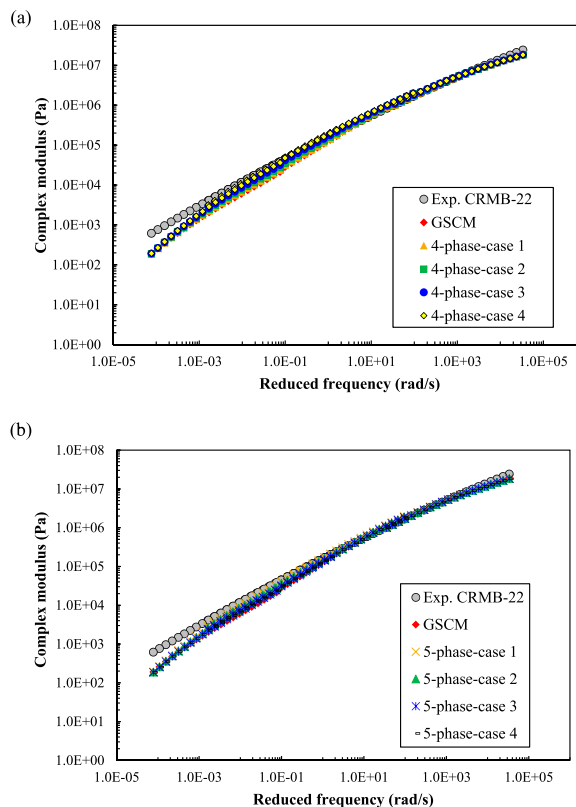 (a)
1.0E+08
1.0E+07
1.0E+06
1.0E+05
1.0E+04
1.0E+03
1.0E+02
1.0E+01
1.0E+00
Complex modulus (Pa)
Exp. CRMB-22
GSCM
4-phase-case 1
4-phase-case 2
4-phase-case 3
4-phase-case 4
1.0E-05 1.0E-03 1.0E-01 1.0E+01 1.0E+03 1.0E+05
Reduced frequency (rad/s)
(b)
1.0E+08
1.0E+07
1.0E+06
1.0E+05
1.0E+04
1.0E+03
1.0E+02
1.0E+01
1.0E+00
Complex modulus (Pa)
Exp. CRMB-22
GSCM
5-phase-case 1
5-phase-case 2
5-phase-case 3
5-phase-case 4
1.0E-05 1.0E-03 1.0E-01 1.0E+01 1.0E+03 1.0E+05
Reduced frequency (rad/s)